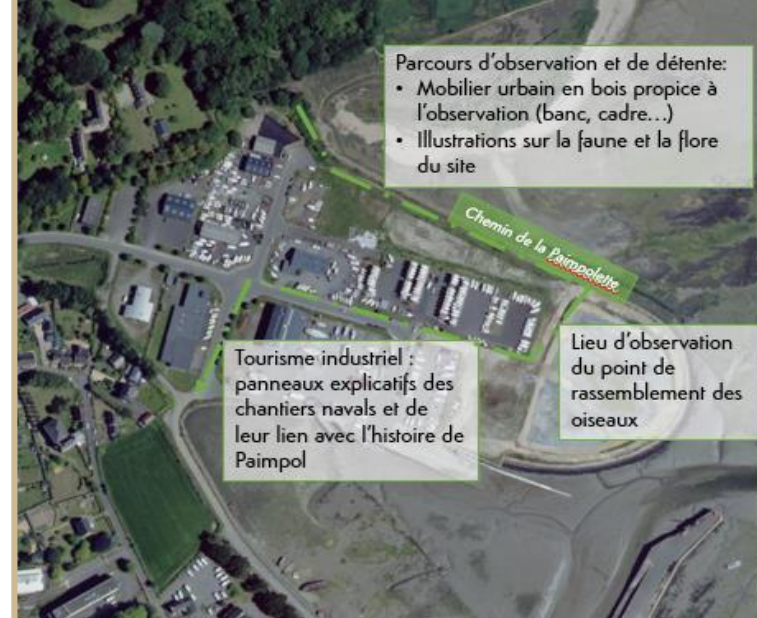 Parcours d'observation et de détente:
• Mobilier urbain en bois propice à
l'observation (banc, cadre...)
• Illustrations sur la faune et la flore
du site
Chemin de la Paimpolette
Lieu d'observation
du point de
rassemblement des
oiseaux
Tourisme industriel :
panneaux explicatifs des
chantiers navals et de
leur lien avec l'histoire de
Paimpol